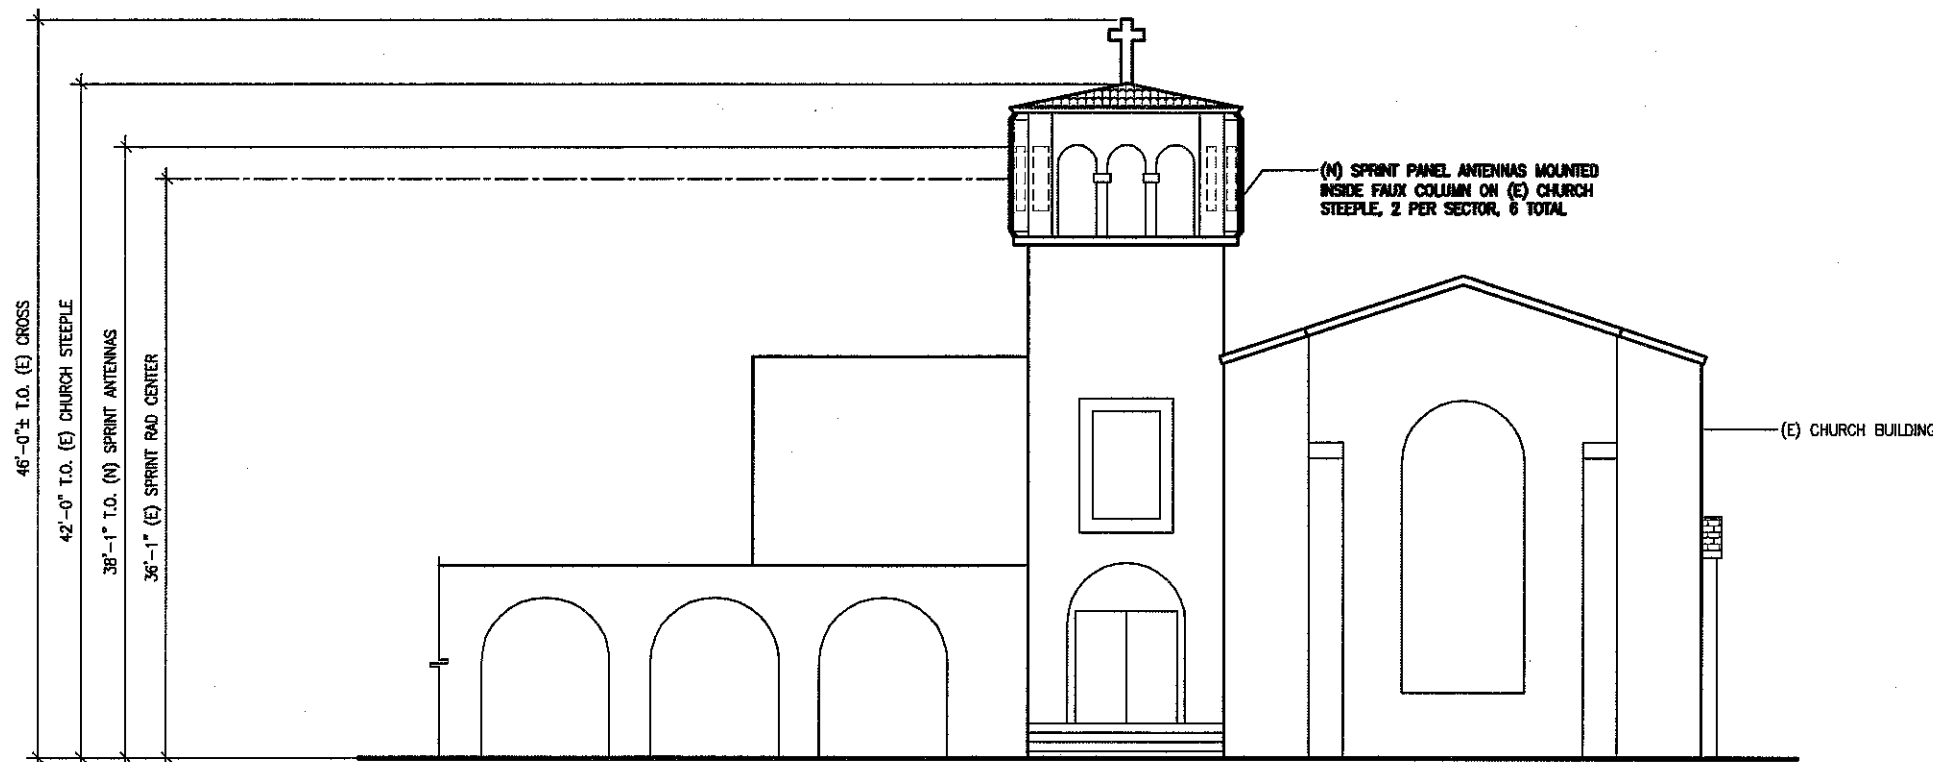 46'-0"± T.O. (E) CROSS
42'-0" T.O. (E) CHURCH STEEPLE
38'-1" T.O. (N) SPRINT ANTENNAS
36'-1" (E) SPRINT RAD CENTER
(N) SPRINT PANEL ANTENNAS MOUNTED
INSIDE FAUX COLUMN ON (E) CHURCH
STEEPLE, 2 PER SECTOR, 6 TOTAL
(E) CHURCH BUILDING